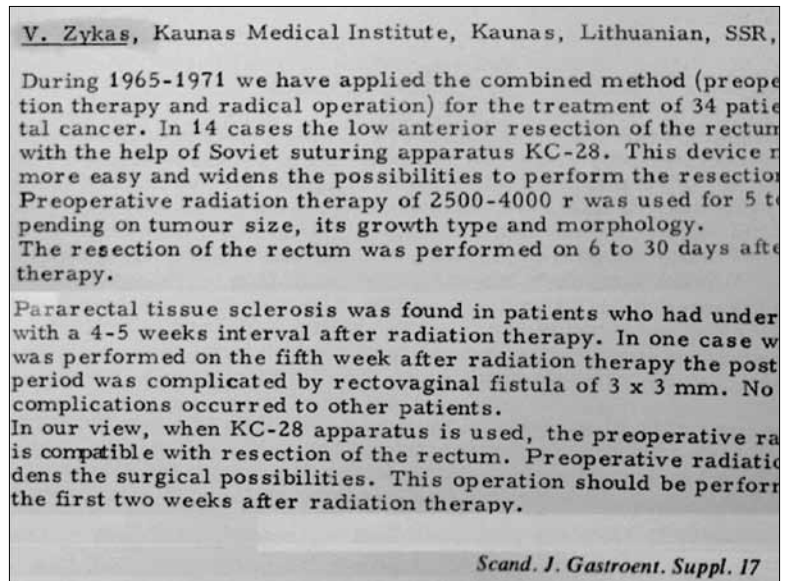 V. Zykas, Kaunas Medical Institute, Kaunas, Lithuanian, SSR,
During 1965-1971 we have applied the combined method (preope
tion therapy and radical operation) for the treatment of 34 patie
tal cancer. In 14 cases the low anterior resection of the rectum
with the help of Soviet suturing apparatus KC-28. This device
more easy and widens the possibilities to perform the resection
Preoperative radiation therapy of 2500-4000 r was used for 5 to
pending on tumour size, its growth type and morphology.
The resection of the rectum was performed on 6 to 30 days afte
therapy.
Pararectal tissue sclerosis was found in patients who had under
with a 4-5 weeks interval after radiation therapy. In one case w
was performed on the fifth week after radiation therapy the post
period was complicated by rectovaginal fistula of 3 x 3 mm. No
complications occurred to other patients.
In our view, when KC-28 apparatus is used, the preoperative ra
is compatible with resection of the rectum. Preoperative radiatio
dens the surgical possibilities. This operation should be perform
the first two weeks after radiation therapy.
Scand. J. Gastroent. Suppl. 17